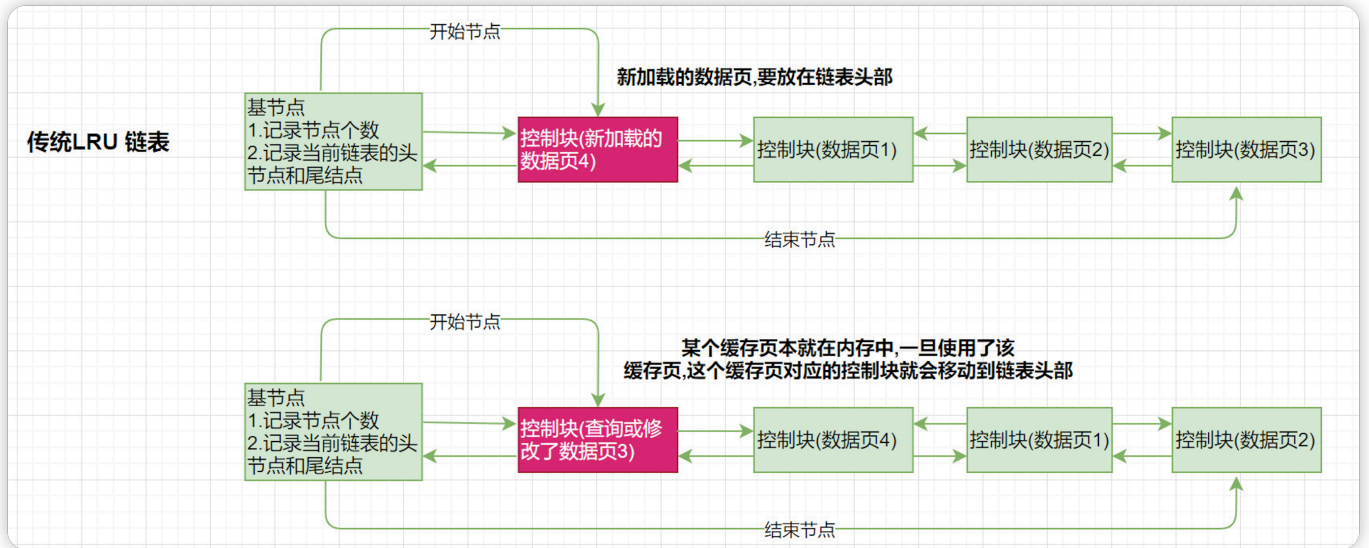 开始节点
新加载的数据页,要放在链表头部
传统LRU 链表
基节点
1.记录节点个数
2.记录当前链表的头
节点和尾结点
控制块(新加载的
数据页4)
控制块(数据页1)
控制块(数据页2)
控制块(数据页3)
结束节点
开始节点
某个缓存页本就在内存中,一旦使用了该
缓存页,这个缓存页对应的控制块就会移动到链表头部
基节点
1.记录节点个数
2.记录当前链表的头
节点和尾结点
控制块(查询或修
改了数据页3)
控制块(数据页4)
控制块(数据页1)
控制块(数据页2)
结束节点